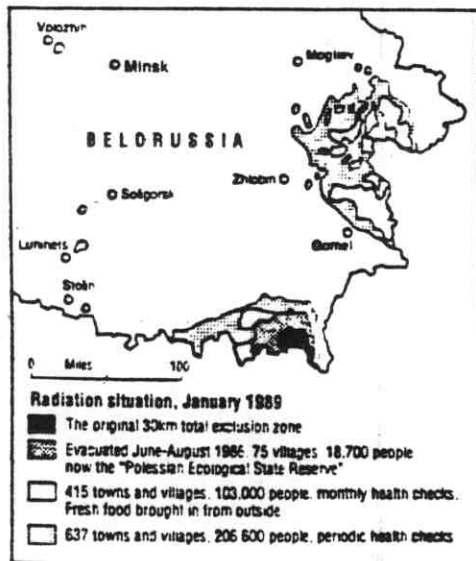 Minsk
Mogilev
BELORUSSIA
Zhlobin
Soligorsk
Luninets
Gomel
Stolin
0 Miles 100
Radiation situation, January 1989
The original 30km total exclusion zone
Evacuated June-August 1986. 75 villages. 18,700 people
now the "Polessian Ecological State Reserve"
415 towns and villages. 103,000 people. monthly health checks.
Fresh food brought in from outside
637 towns and villages. 206 600 people. periodic health checks